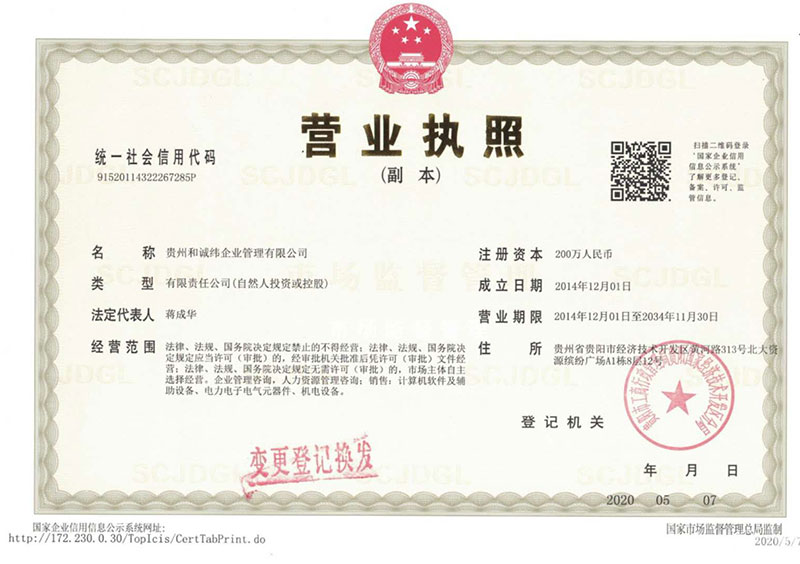 营业执照
(副 本)
统一社会信用代码
91520114322267285P
扫描二维码登录
'国家企业信用
信息公示系统'
了解更多登记、
备案、许可、监
管信息。
名 称 贵州和诚纬企业管理有限公司
类 型 有限责任公司(自然人投资或控股)
法定代表人 蒋成华
经营范围 法律、法规、国务院决定规定禁止的不得经营;法律、法规、国务院决
定规定应当许可(审批)的,经审批机关批准后凭许可(审批)文件经
营;法律、法规、国务院决定规定无需许可(审批)的,市场主体自主
选择经营。企业管理咨询,人力资源管理咨询;销售:计算机软件及辅
助设备、电力电子电气元器件、机电设备。
注册资本 200万人民币
成立日期 2014年12月01日
营业期限 2014年12月01日至2034年11月30日
住 所 贵州省贵阳市经济技术开发区黄河路313号北大资
源缤纷广场A1栋8层12号
登记机关
年 月 日
2020 05 07
变更登记换发
SCJDGL
SCJDGL
SCJDGL
SCJDGL
市场监督管理
SCJDGL
SCJDGL
国家企业信用信息公示系统网址:
http://172.230.0.30/TopIcis/CertTabPrint.do
国家市场监督管理总局监制
2020/5/7